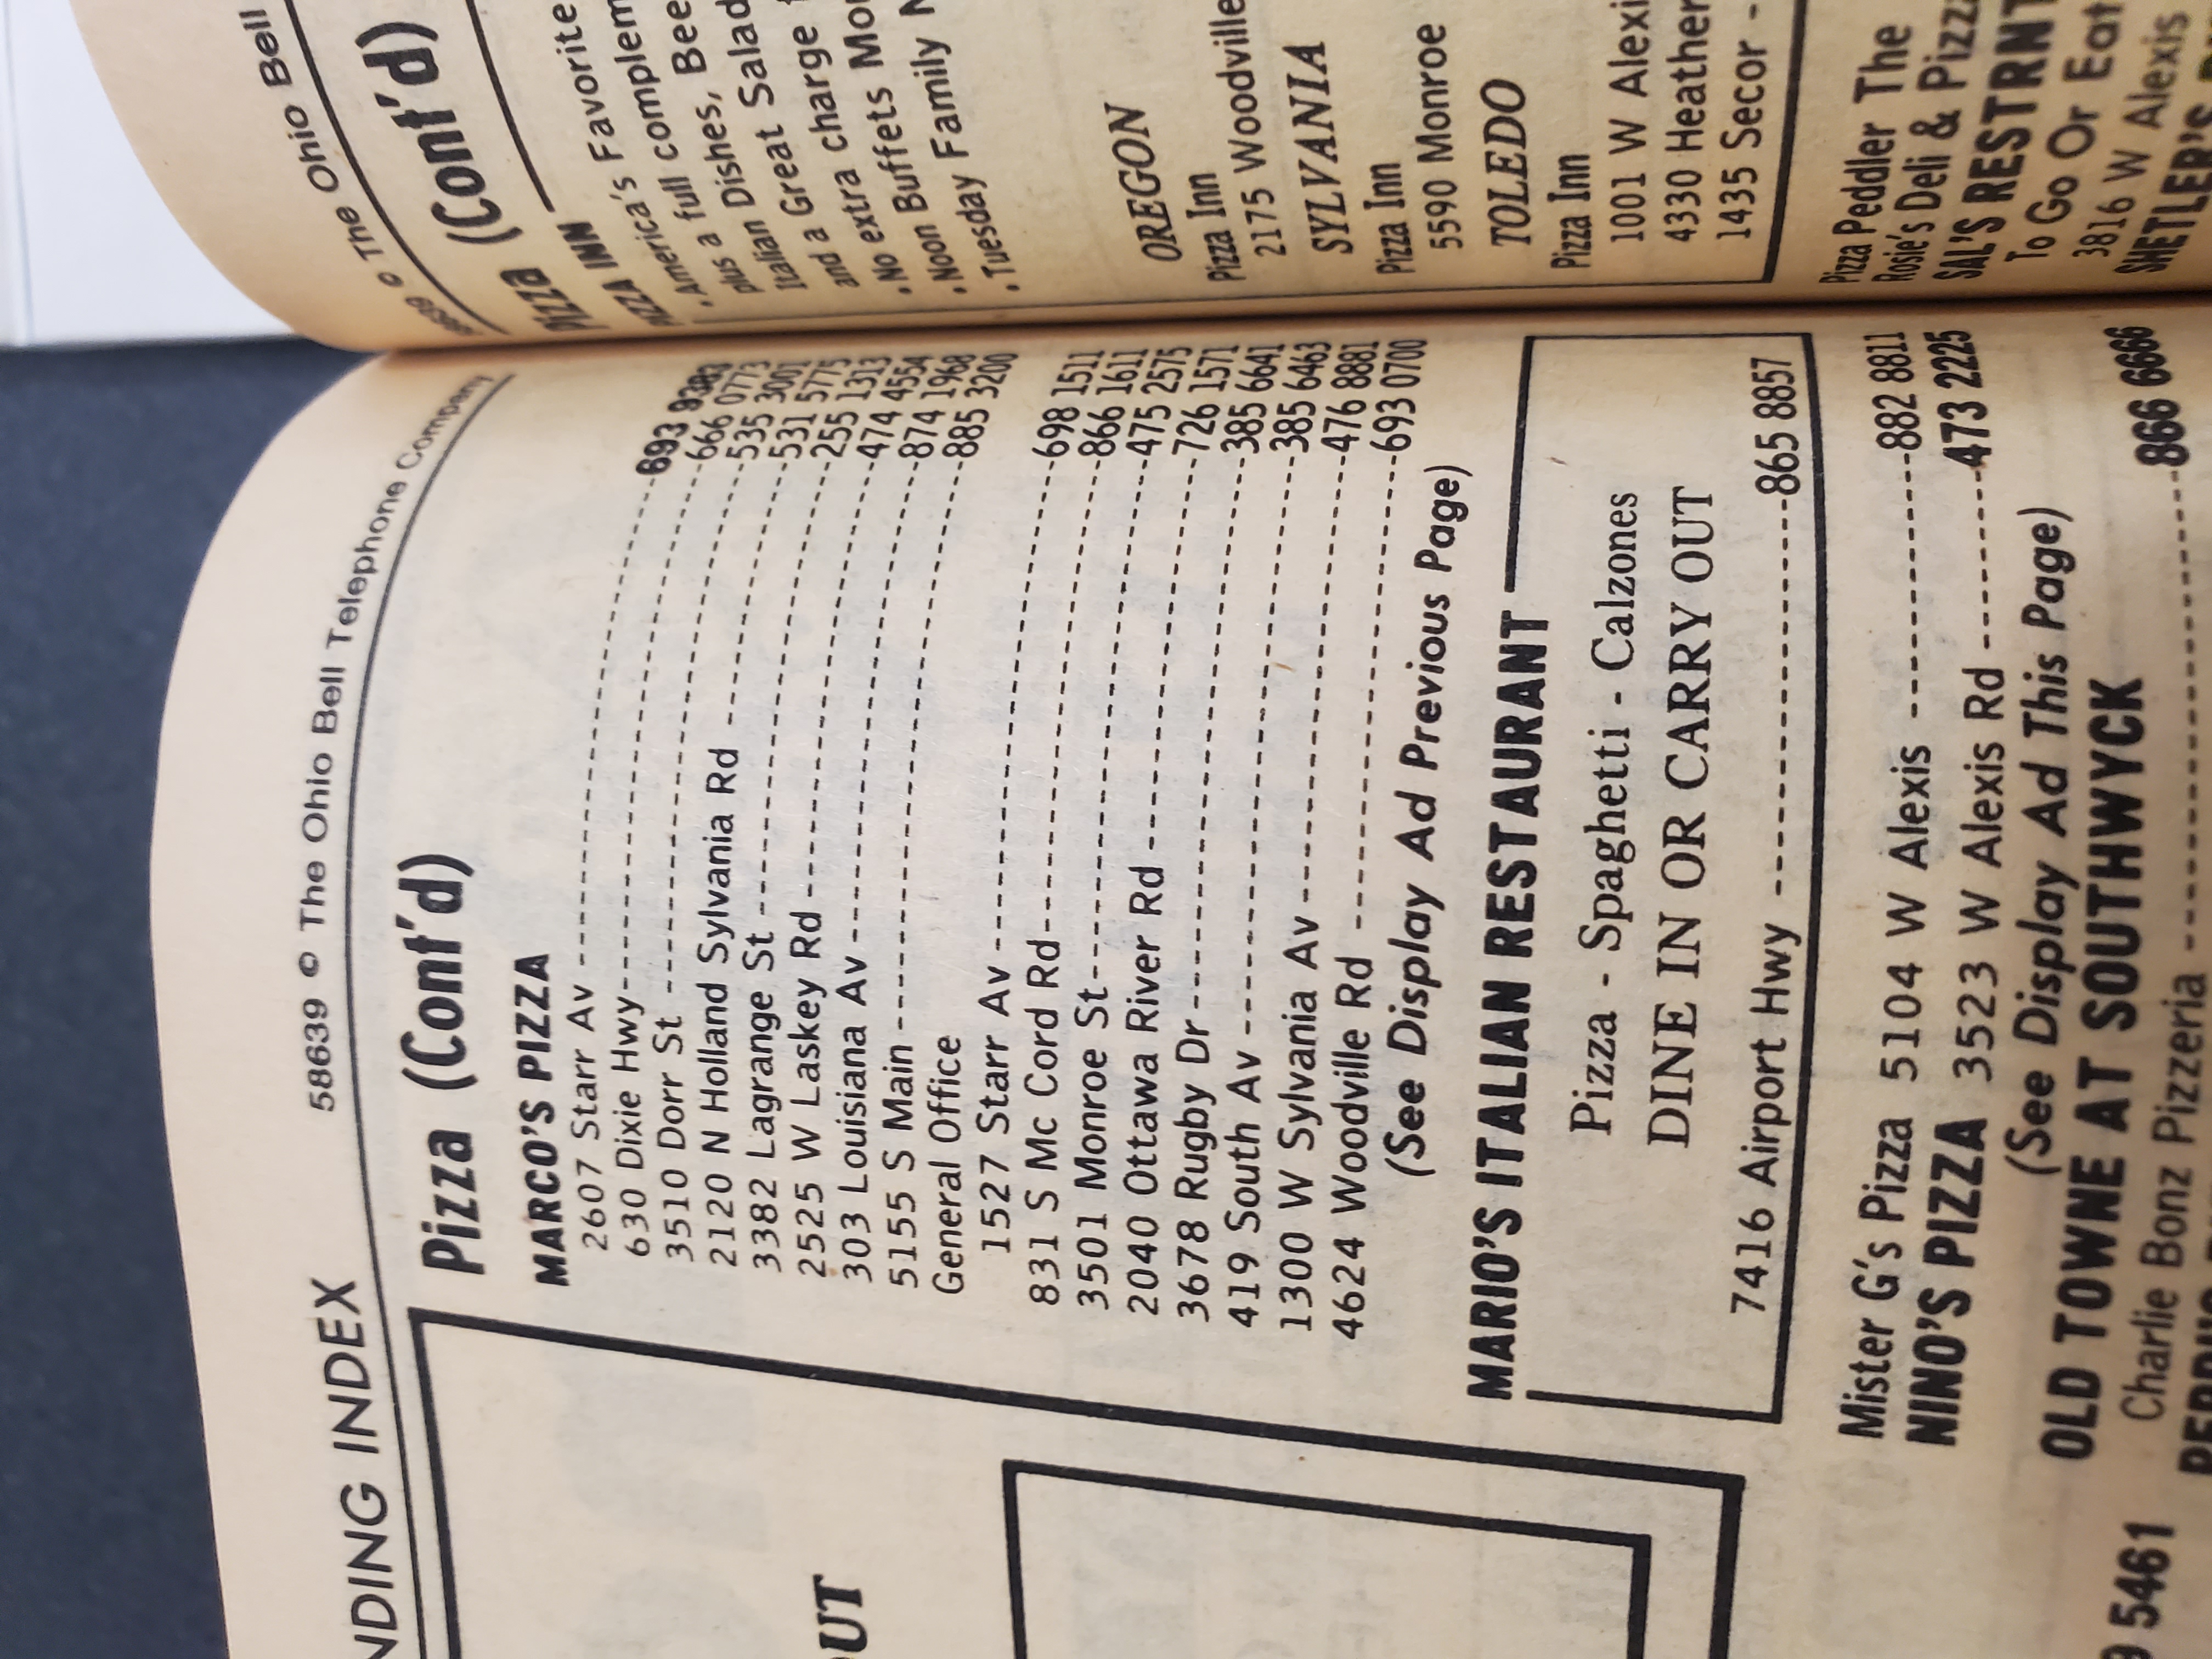 NDING INDEX 58639 © The Ohio Bell Telephone Company
OUT
9 5461
Pizza (Cont'd)
MARCO'S PIZZA
2607 Starr Av ---------- 693 9383
630 Dixie Hwy ---------- 666 0773
3510 Dorr St ---------- 535 3001
2120 N Holland Sylvania Rd ---------- 531 5775
3382 Lagrange St ---------- 255 1313
2525 W Laskey Rd ---------- 474 4554
303 Louisiana Av ---------- 874 1968
5155 S Main ---------- 885 3200
General Office
1527 Starr Av ---------- 698 1511
831 S Mc Cord Rd ---------- 866 1611
3501 Monroe St ---------- 475 2575
2040 Ottawa River Rd ---------- 726 1571
3678 Rugby Dr ---------- 385 6641
419 South Av ---------- 385 6463
1300 W Sylvania Av ---------- 476 8881
4624 Woodville Rd ---------- 693 0700
(See Display Ad Previous Page)
MARIO'S ITALIAN RESTAURANT
Pizza - Spaghetti - Calzones
DINE IN OR CARRY OUT
7416 Airport Hwy ---------- 865 8857
Mister G's Pizza 5104 W Alexis ---------- 882 8811
NINO'S PIZZA 3523 W Alexis Rd ---------- 473 2225
(See Display Ad This Page)
OLD TOWNE AT SOUTHWYCK
Charlie Bonz Pizzeria ---------- 866 6666
© The Ohio Bell
(Cont'd)
PIZZA
PIZZA INN
America's Favorite
a full complem
plus a Dishes, Bee
Italian Great Salad
and a charge
No extra Mo
Noon Buffets
Tuesday Family N
OREGON
Pizza Inn
2175 Woodville
SYLVANIA
Pizza Inn
5590 Monroe
TOLEDO
Pizza Inn
1001 W Alexi
4330 Heather
1435 Secor -
Pizza Peddler The
Rosie's Deli & Pizz
SAL'S RESTRNT
To Go Or Eat
3816 W Alexis
SHETLER'S